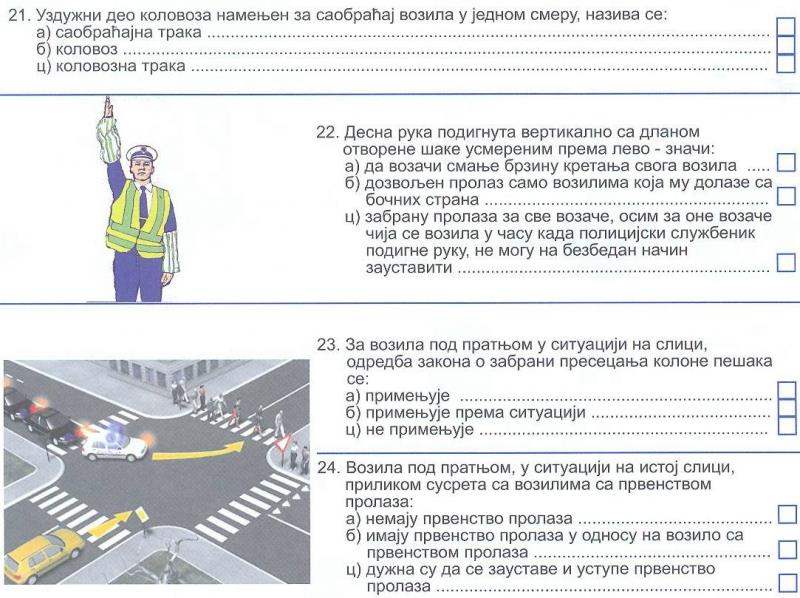 21. Уздужни део коловоза намењен за саобраћај возила у једном смеру, назива се:
а) саобраћајна трака
б) коловоз
ц) коловозна трака
22. Десна рука подигнута вертикално са дланом
отворене шаке усмереним према лево - значи:
а) да возачи смање брзину кретања свога возила
б) дозвољен пролаз само возилима која му долазе са
бочних страна
ц) забрану пролаза за све возаче, осим за оне возаче
чија се возила у часу када полицијски службеник
подигне руку, не могу на безбедан начин
зауставити
23. За возила под пратњом у ситуацији на слици,
одредба закона о забрани пресецања колоне пешака
се:
а) примењује
б) примењује према ситуацији
ц) не примењује
24. Возила под пратњом, у ситуацији на истој слици,
приликом сусрета са возилима са првенством
пролаза:
а) немају првенство пролаза
б) имају првенство пролаза у односу на возило са
првенством пролаза
ц) дужна су да се зауставе и уступе првенство
пролаза